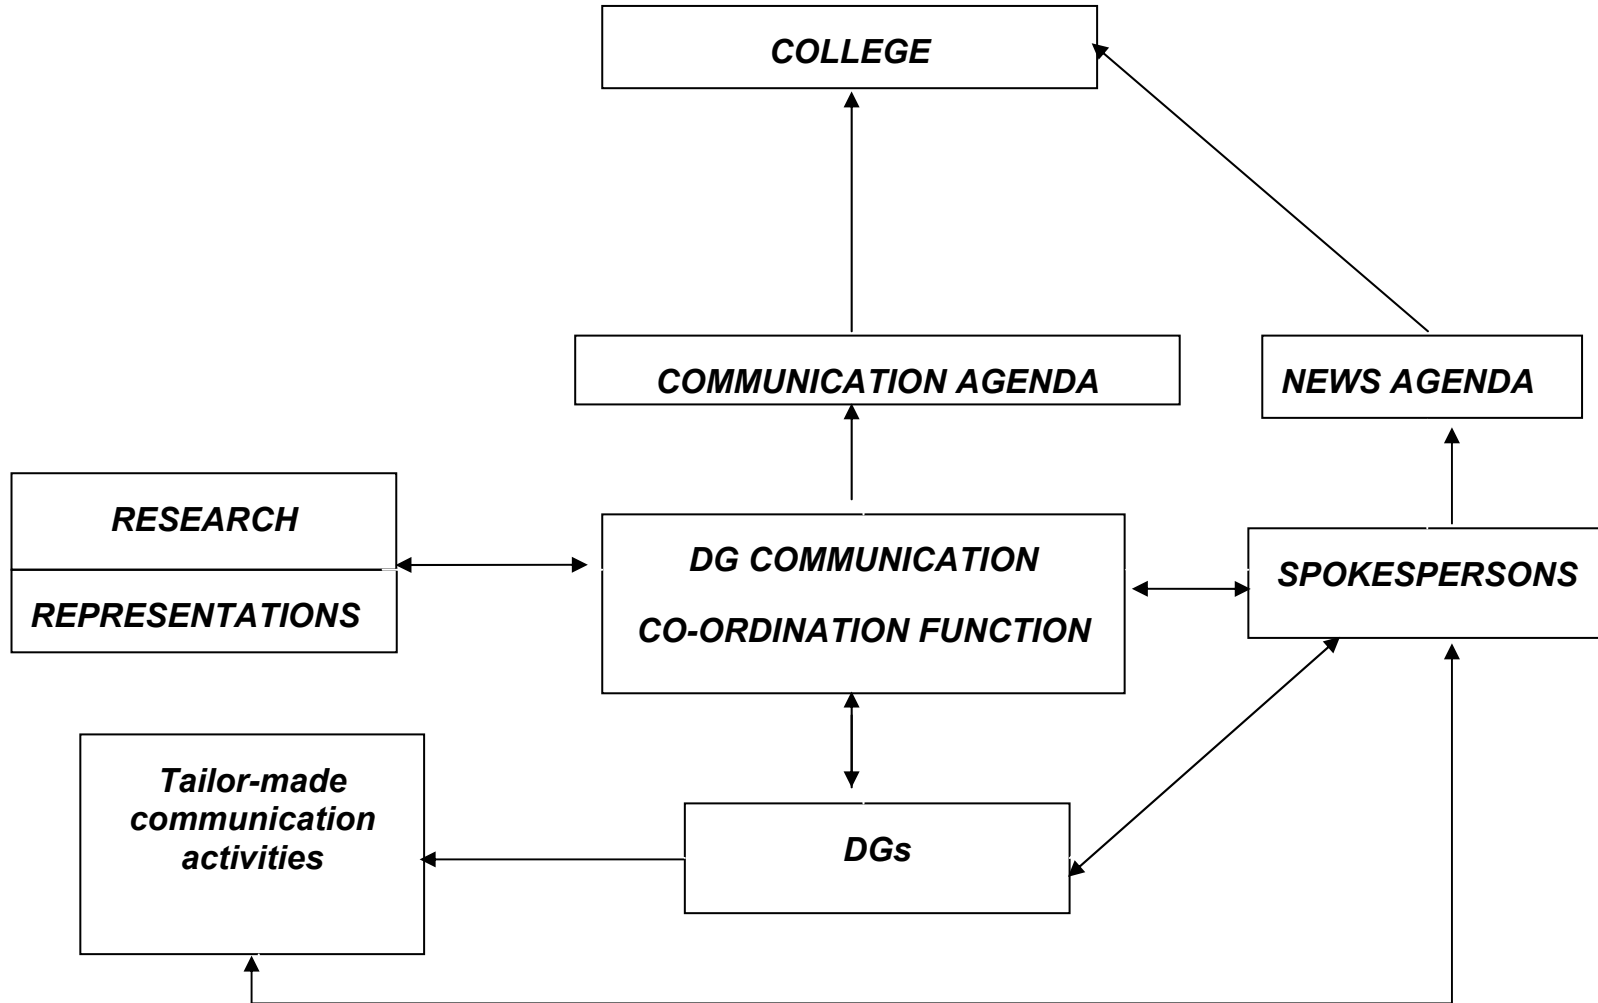 COLLEGE
COMMUNICATION AGENDA
NEWS AGENDA
RESEARCH
REPRESENTATIONS
DG COMMUNICATION
CO-ORDINATION FUNCTION
SPOKESPERSONS
Tailor-made
communication
activities
DGs